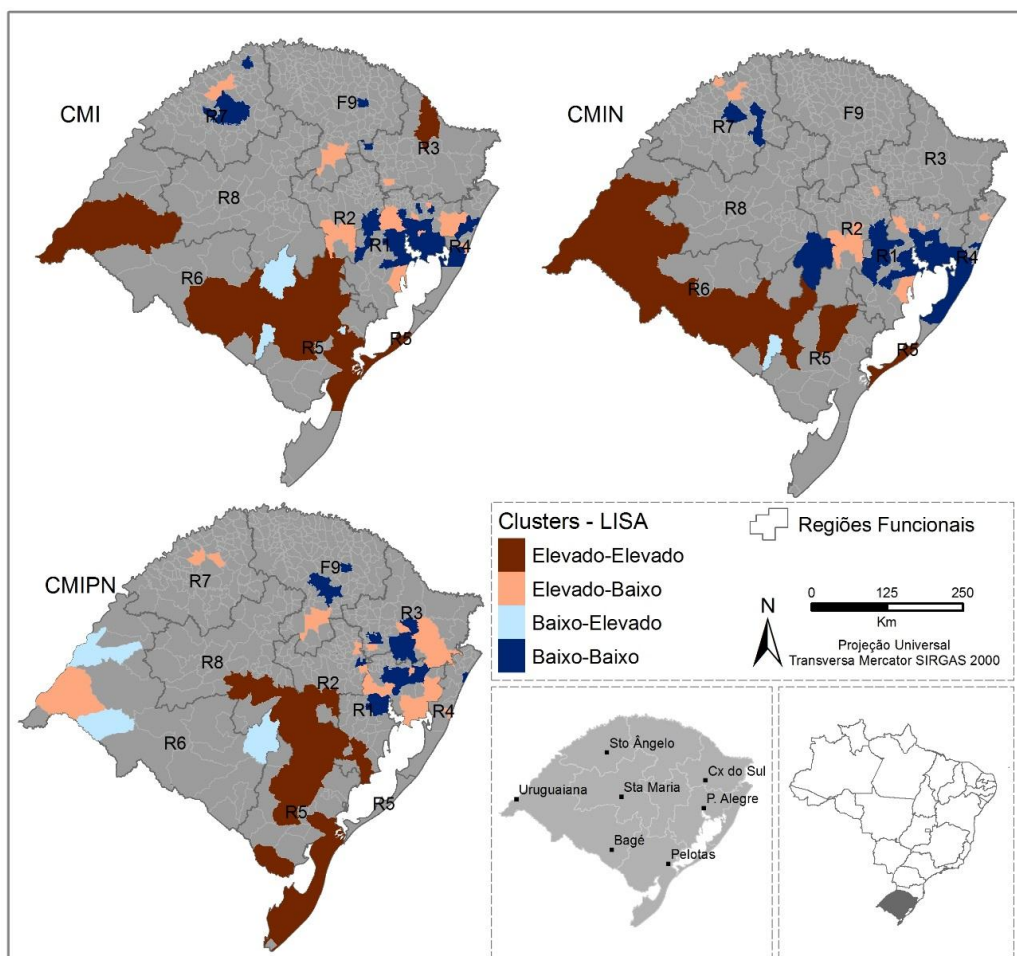 CMI
R7
F9
R3
R8
R2
R1
R4
R6
R5
R5
CMIN
R7
F9
R3
R8
R2
R1
R4
R6
R5
R5
CMIPN
R7
F9
R3
R8
R2
R1
R4
R6
R5
R5
Clusters - LISA
Elevado-Elevado
Elevado-Baixo
Baixo-Elevado
Baixo-Baixo
Regiões Funcionais
N
0 125 250
Km
Projeção Universal
Transversa Mercator SIRGAS 2000
Sto Ângelo
Cx do Sul
Uruguaiana
Sta Maria
P. Alegre
Bagé
Pelotas